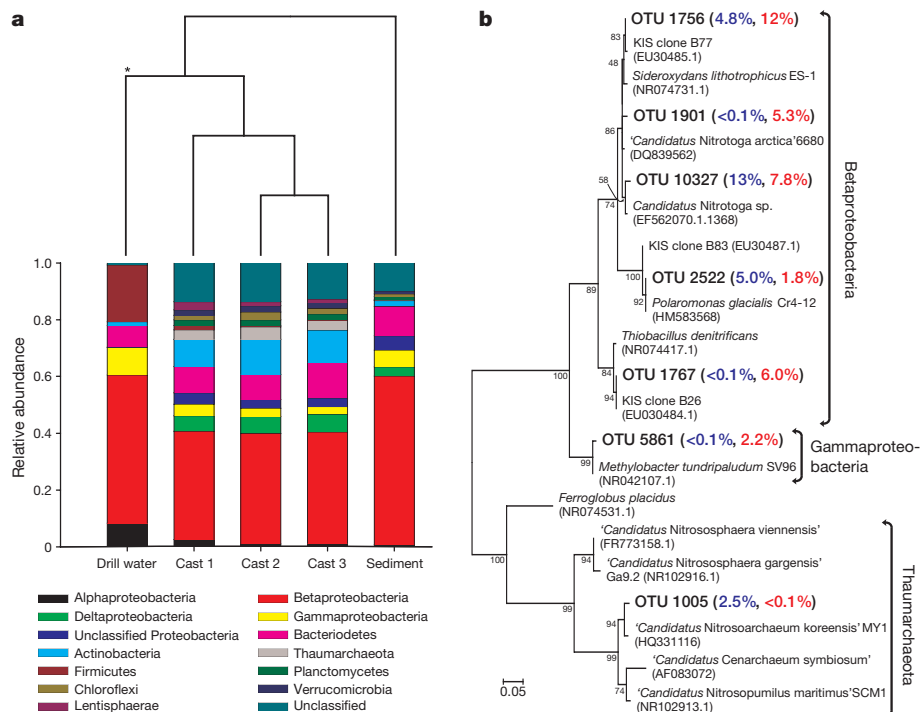 a
*
Relative abundance
1.0
0.8
0.6
0.4
0.2
0
Drill water Cast 1 Cast 2 Cast 3 Sediment
Alphaproteobacteria Betaproteobacteria
Deltaproteobacteria Gammaproteobacteria
Unclassified Proteobacteria Bacteriodetes
Actinobacteria Thaumarchaeota
Firmicutes Planctomycetes
Chloroflexi Verrucomicrobia
Lentisphaerae Unclassified
b
OTU 1756 (4.8%, 12%)
83
KIS clone B77
(EU30485.1)
48
Sideroxydans lithotrophicus ES-1
(NR074731.1)
OTU 1901 (<0.1%, 5.3%)
86
'Candidatus Nitrotoga arctica'6680
(DQ839562)
58
OTU 10327 (13%, 7.8%)
74
Candidatus Nitrotoga sp.
(EF562070.1.1368)
KIS clone B83 (EU30487.1)
100
OTU 2522 (5.0%, 1.8%)
92
Polaromonas glacialis Cr4-12
(HM583568)
89
Thiobacillus denitrificans
(NR074417.1)
84
OTU 1767 (<0.1%, 6.0%)
94
KIS clone B26
(EU030484.1)
100
OTU 5861 (<0.1%, 2.2%)
99
Methylobacter tundripaludum SV96
(NR042107.1)
Ferroglobus placidus
(NR074531.1)
100
'Candidatus Nitrososphaera viennensis'
(FR773158.1)
94
'Candidatus Nitrososphaera gargensis'
Ga9.2 (NR102916.1)
99
OTU 1005 (2.5%, <0.1%)
94
'Candidatus Nitrosoarchaeum koreensis' MY1
(HQ331116)
99
'Candidatus Cenarchaeum symbiosum'
(AF083072)
74
'Candidatus Nitrosopumilus maritimus'SCM1
(NR102913.1)
0.05
Betaproteobacteria
Gammaproteo-
bacteria
Thaumarchaeota